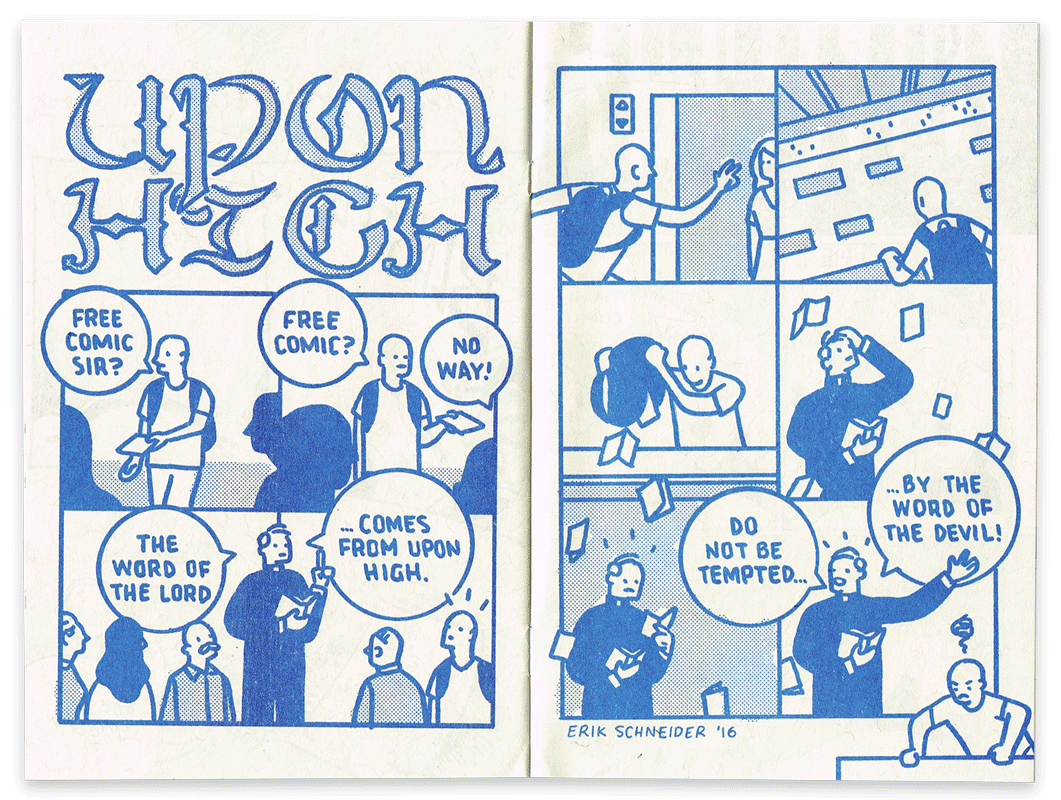 UPON
HIGH
FREE
COMIC
SIR?
FREE
COMIC?
NO
WAY!
THE
WORD OF
THE LORD
...COMES
FROM UPON
HIGH.
DO
NOT BE
TEMPTED...
...BY THE
WORD OF
THE DEVIL!
ERIK SCHNEIDER '16